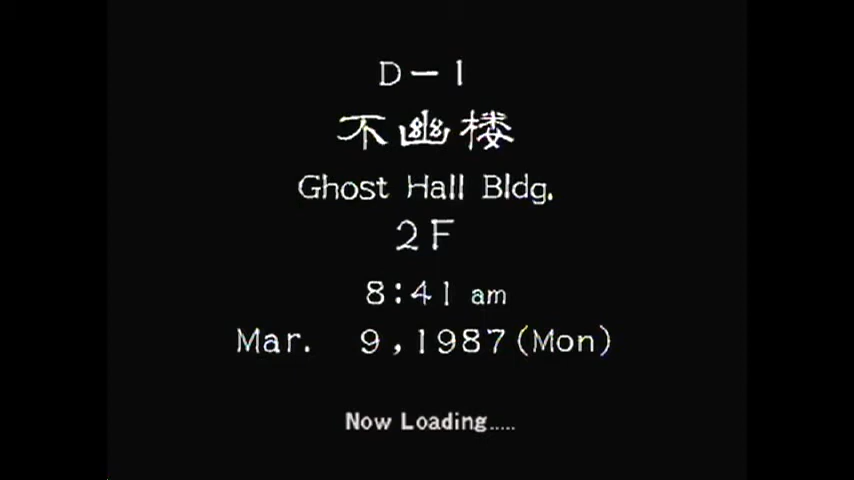 D-1
不幽楼
Ghost Hall Bldg.
2F
8:41 am
Mar. 9,1987(Mon)
Now Loading.....